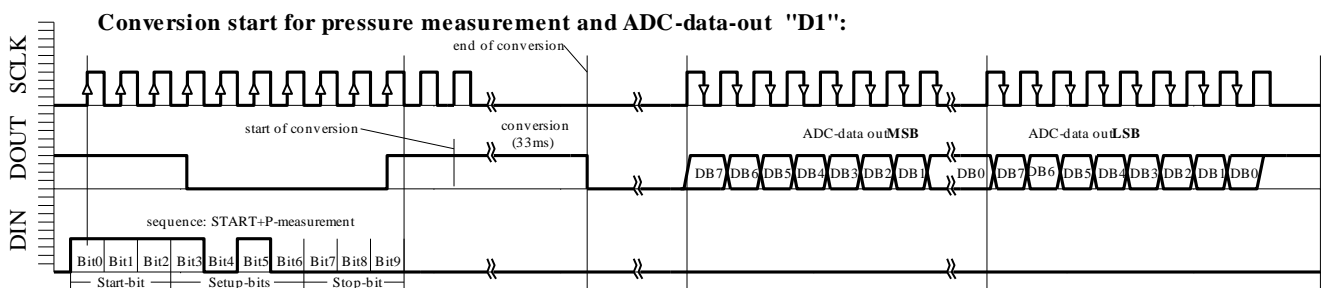 Conversion start for pressure measurement and ADC-data-out "D1":
end of conversion
SCLK
start of conversion
conversion
(33ms)
ADC-data out MSB
ADC-data out LSB
DOUT
DB7 DB6 DB5 DB4 DB3 DB2 DB1 DB0 DB7 DB6 DB5 DB4 DB3 DB2 DB1 DB0
sequence: START+P-measurement
DIN
Bit0 Bit1 Bit2 Bit3 Bit4 Bit5 Bit6 Bit7 Bit8 Bit9
Start-bit Setup-bits Stop-bit